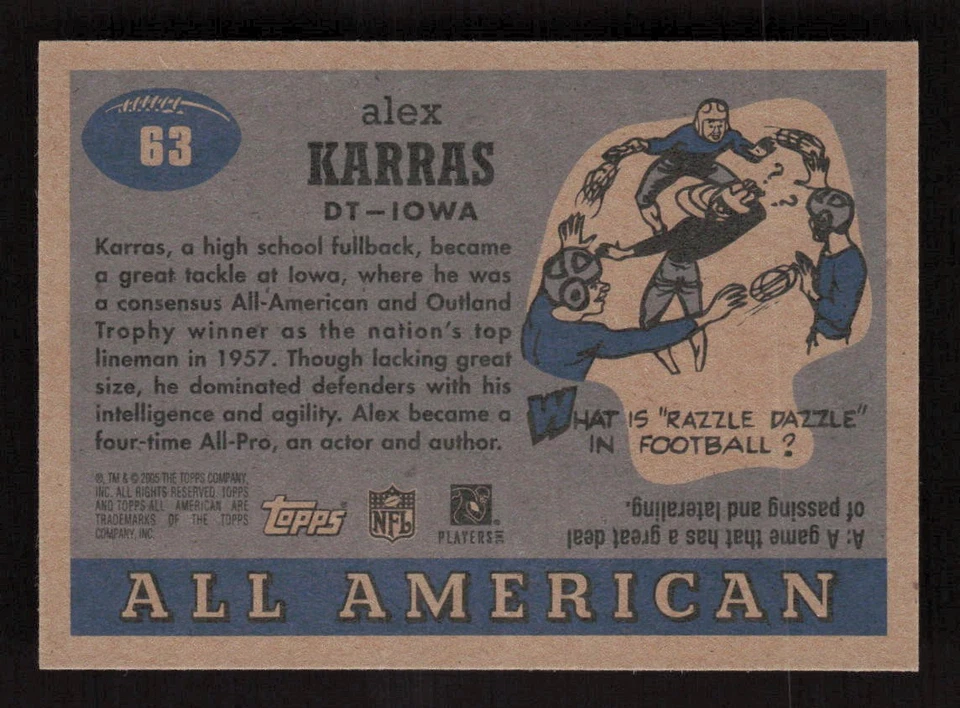 63
alex
KARRAS
DT–IOWA
Karras, a high school fullback, became
a great tackle at Iowa, where he was
a consensus All-American and Outland
Trophy winner as the nation's top
lineman in 1957. Though lacking great
size, he dominated defenders with his
intelligence and agility. Alex became a
four-time All-Pro, an actor and author.
? ?
WHAT IS "RAZZLE DAZZLE"
IN FOOTBALL?
A: A game that has a great deal
of passing and lateraling.
®, TM & © 2005 THE TOPPS COMPANY,
INC. ALL RIGHTS RESERVED. TOPPS
AND TOPPS ALL AMERICAN ARE
TRADEMARKS OF THE TOPPS
COMPANY, INC.
topps
NFL
PLAYERS INC
ALL AMERICAN